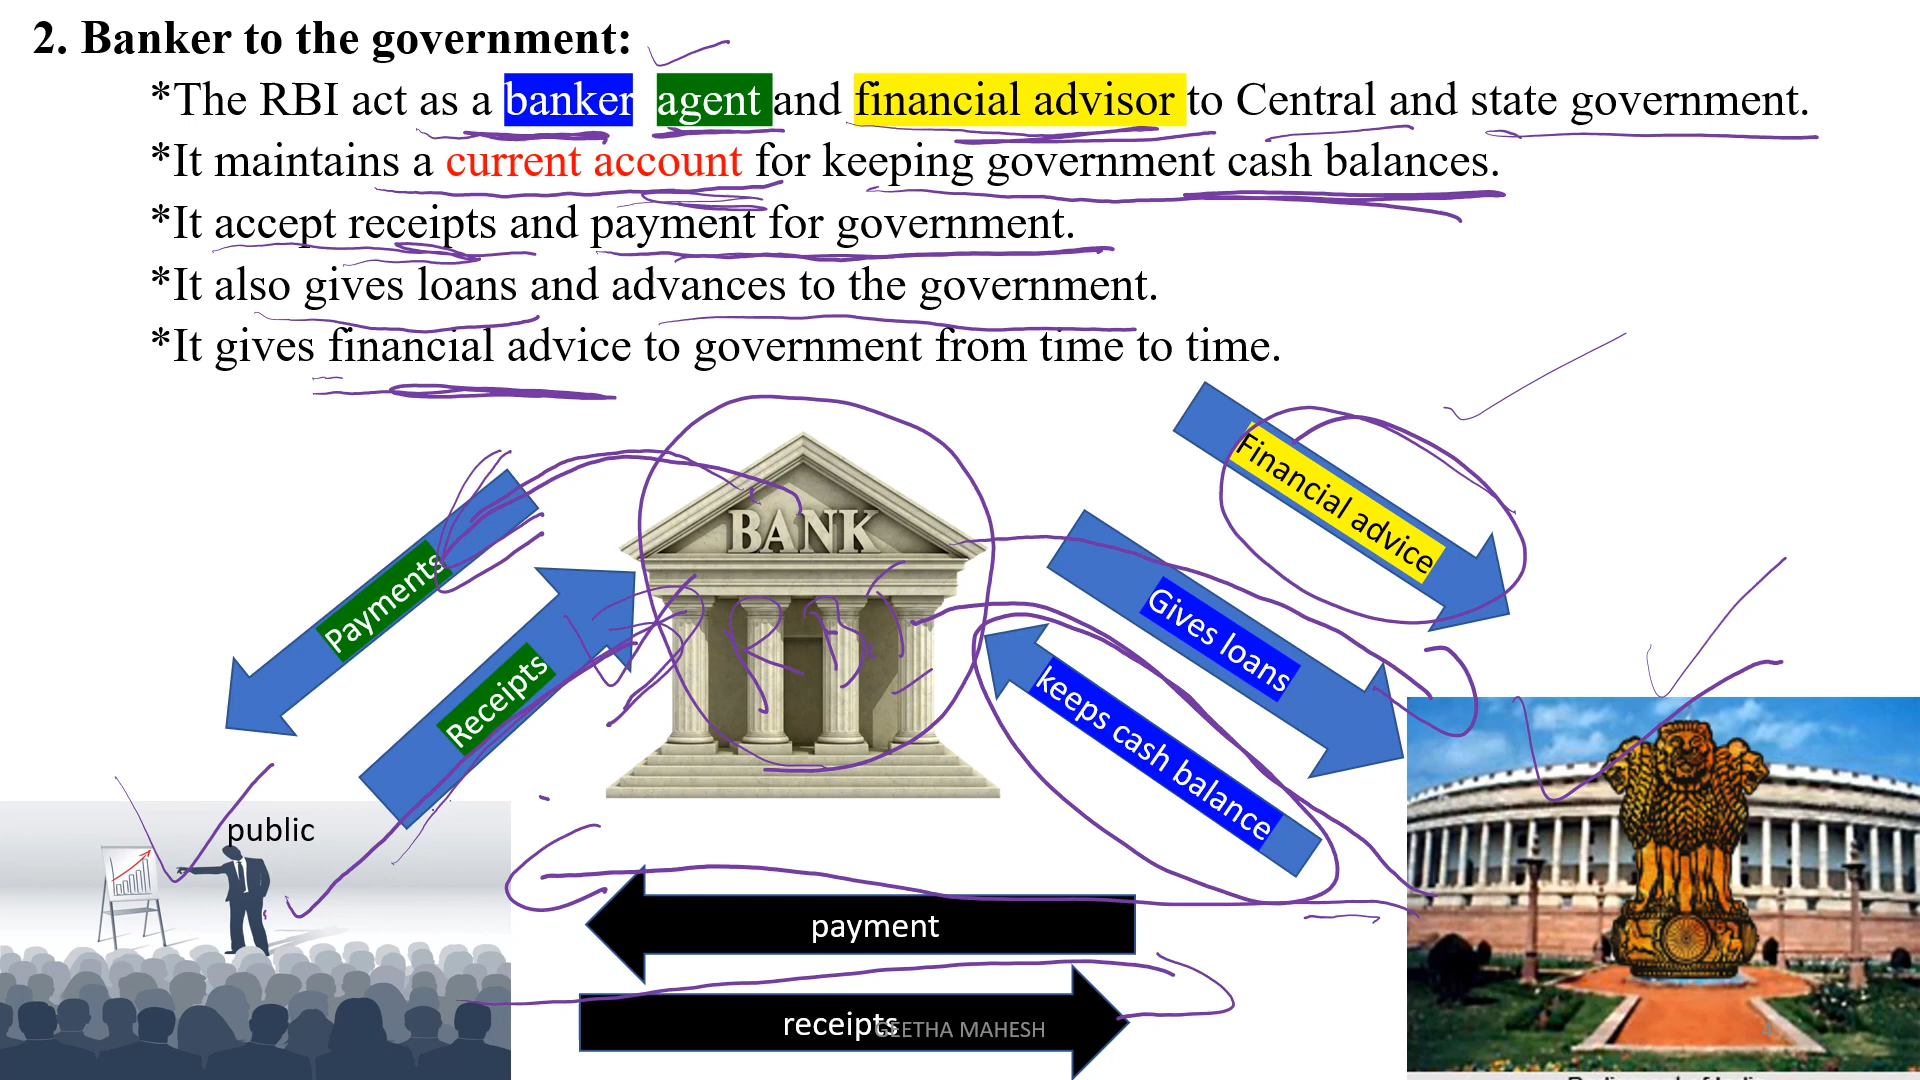 2. Banker to the government:
*The RBI act as a banker agent and financial advisor to Central and state government.
*It maintains a current account for keeping government cash balances.
*It accept receipts and payment for government.
*It also gives loans and advances to the government.
*It gives financial advice to government from time to time.
Financial advice
BANK
Payments
Gives loans
RBI
Receipts
keeps cash balance
public
payment
receipts
GEETHA MAHESH